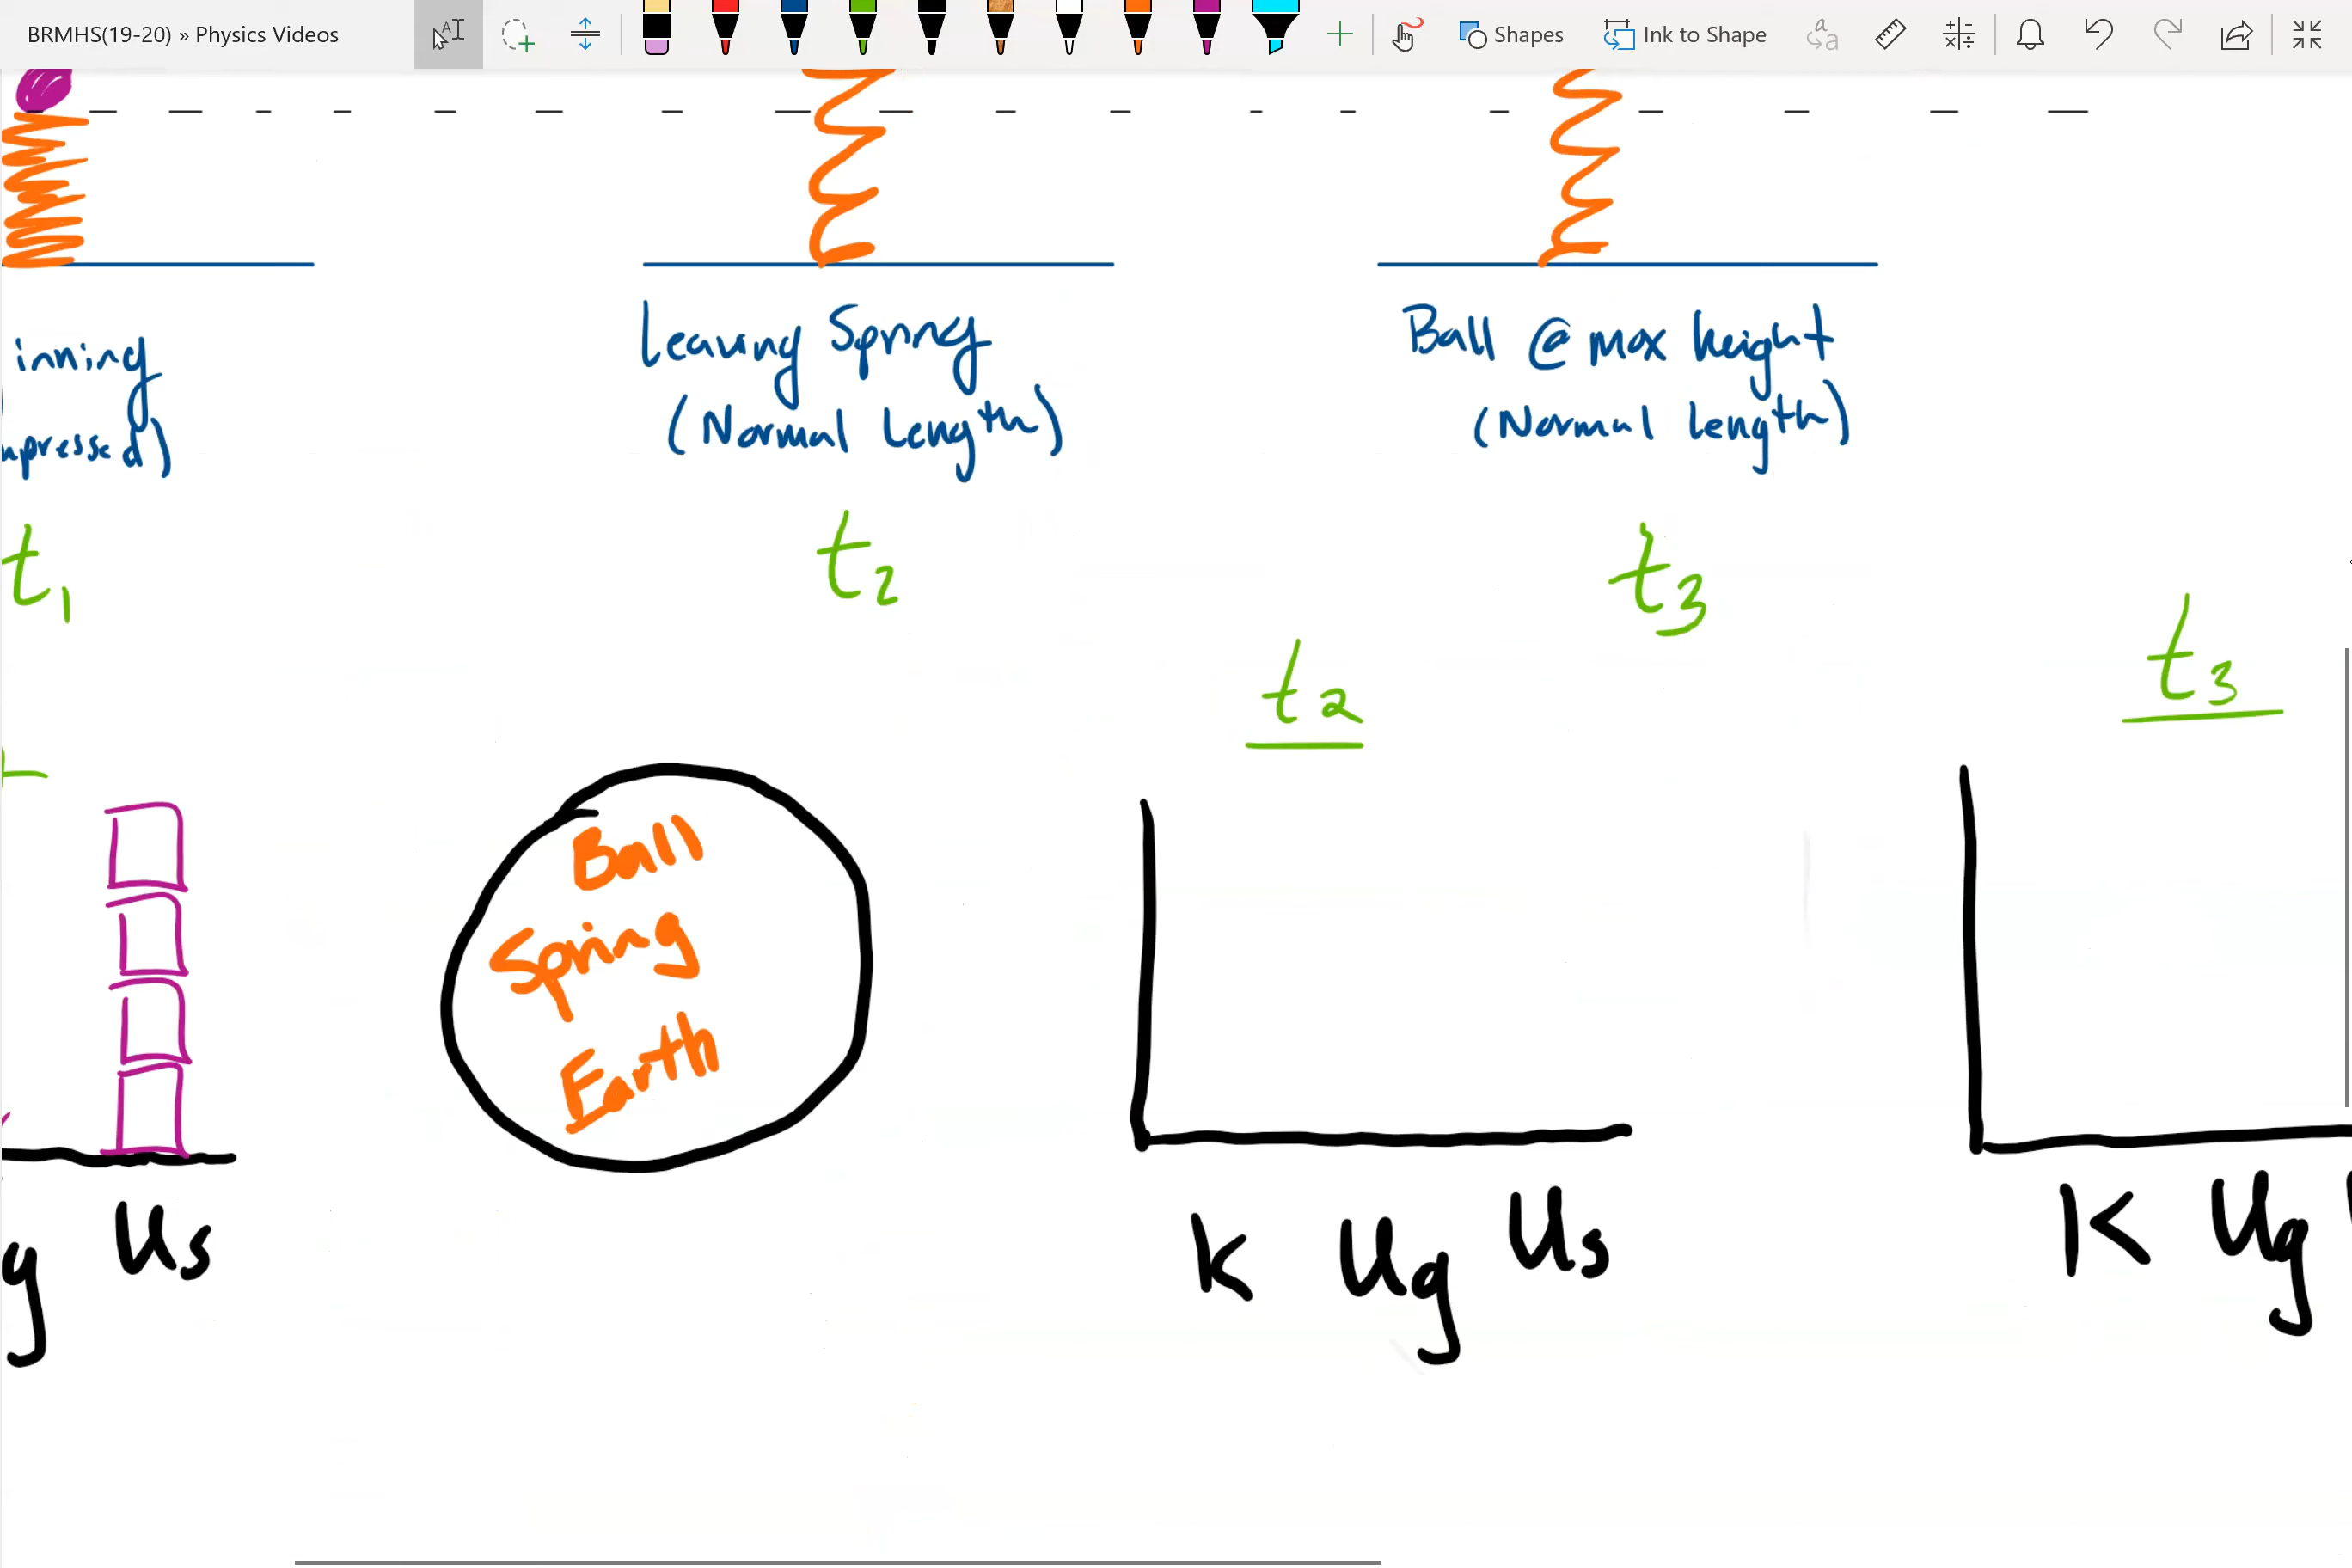 BRMHS(19-20) » Physics Videos
Shapes
Ink to Shape
inning
mpressed)
Leaving Spring
(Normal Length)
Ball @ max height
(Normal Length)
t1
t2
t3
t2
t3
Ball
Spring
Earth
g Us
K Ug Us
K Ug